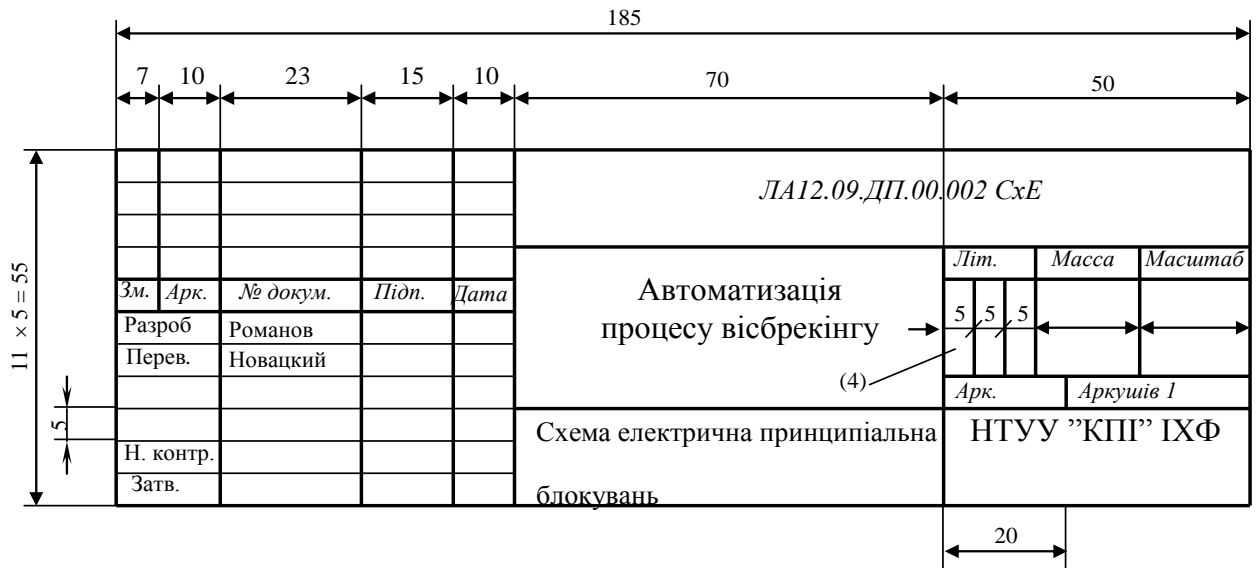 185
7 10 23 15 10 70 50
ЛА12.09.ДП.00.002 СхЕ
11 × 5 = 55
5
Зм. Арк. № докум. Підп. Дата
Разроб Романов
Перев. Новацкий
Н. контр.
Затв.
Автоматизація
процесу вісбрекінгу
(4)
Літ. Масса Масштаб
5 5 5
Арк. Аркушів 1
Схема електрична принципіальна
блокувань
НТУУ ”КПІ” ІХФ
20